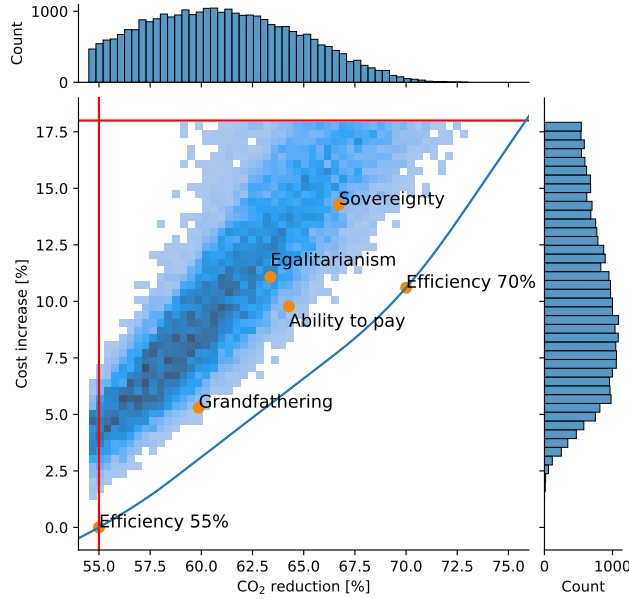 1000
0
Count
17.5
15.0
12.5
10.0
7.5
5.0
2.5
0.0
Cost increase [%]
Sovereignty
Egalitarianism
Efficiency 70%
Ability to pay
Grandfathering
Efficiency 55%
55.0 57.5 60.0 62.5 65.0 67.5 70.0 72.5 75.0
CO₂ reduction [%]
0 1000
Count